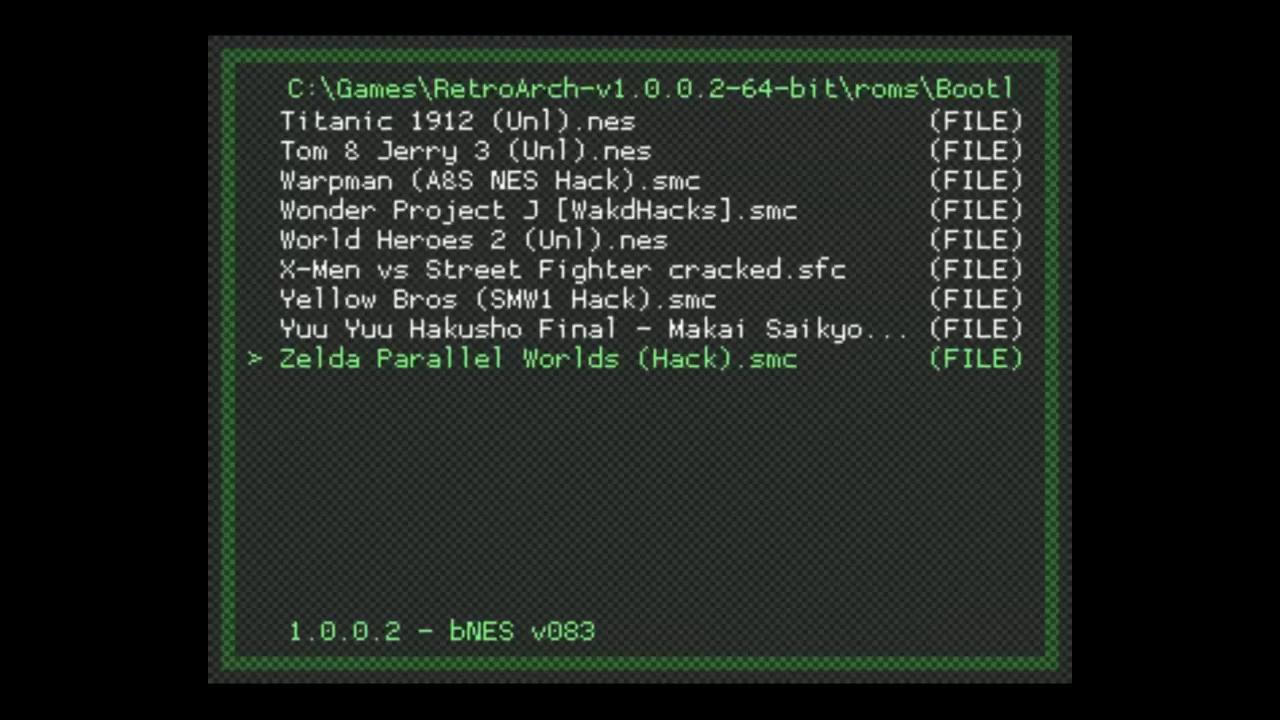 C:\Games\RetroArch-v1.0.0.2-64-bit\roms\Bootl
Titanic 1912 (Unl).nes (FILE)
Tom & Jerry 3 (Unl).nes (FILE)
Warpman (A&S NES Hack).smc (FILE)
Wonder Project J [WakdHacks].smc (FILE)
World Heroes 2 (Unl).nes (FILE)
X-Men vs Street Fighter cracked.sfc (FILE)
Yellow Bros (SMW1 Hack).smc (FILE)
Yuu Yuu Hakusho Final - Makai Saikyo... (FILE)
> Zelda Parallel Worlds (Hack).smc (FILE)
1.0.0.2 - bNES v083